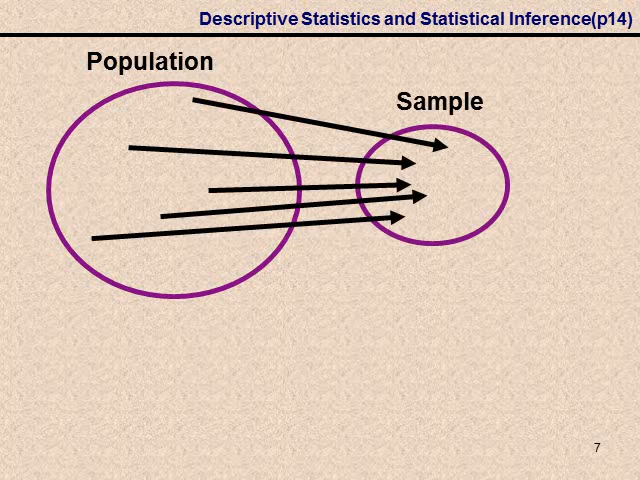 Descriptive Statistics and Statistical Inference(p14)
Population
Sample
7